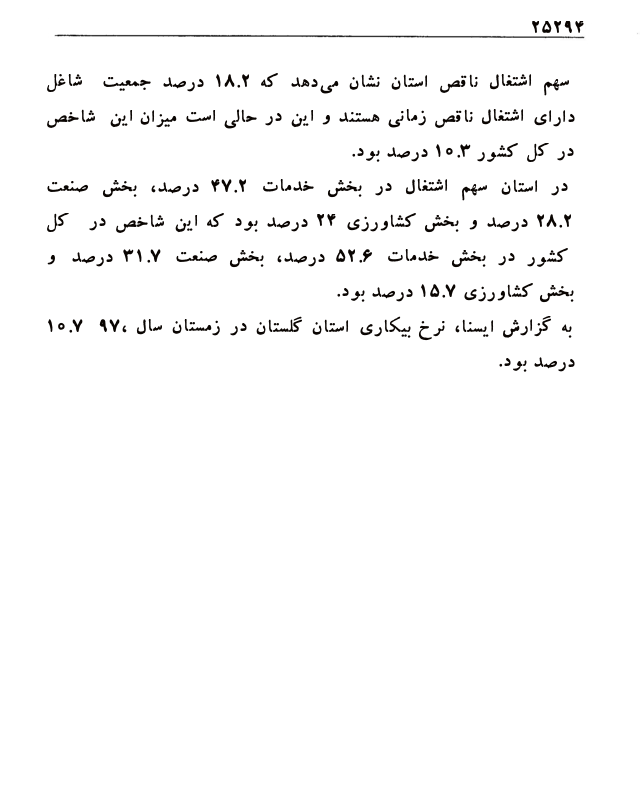 ۲۵۲۹۴
سهم اشتغال ناقص استان نشان می‌دهد که ۱۸.۲ درصد جمعیت شاغل
دارای اشتغال ناقص زمانی هستند و این در حالی است میزان این شاخص
در کل کشور ۱۰.۳ درصد بود.
در استان سهم اشتغال در بخش خدمات ۴۷.۲ درصد، بخش صنعت
۲۸.۲ درصد و بخش کشاورزی ۲۴ درصد بود که این شاخص در کل
کشور در بخش خدمات ۵۲.۶ درصد، بخش صنعت ۳۱.۷ درصد و
بخش کشاورزی ۱۵.۷ درصد بود.
به گزارش ایسنا، نرخ بیکاری استان گلستان در زمستان سال ۹۷، ۱۰.۷
درصد بود.